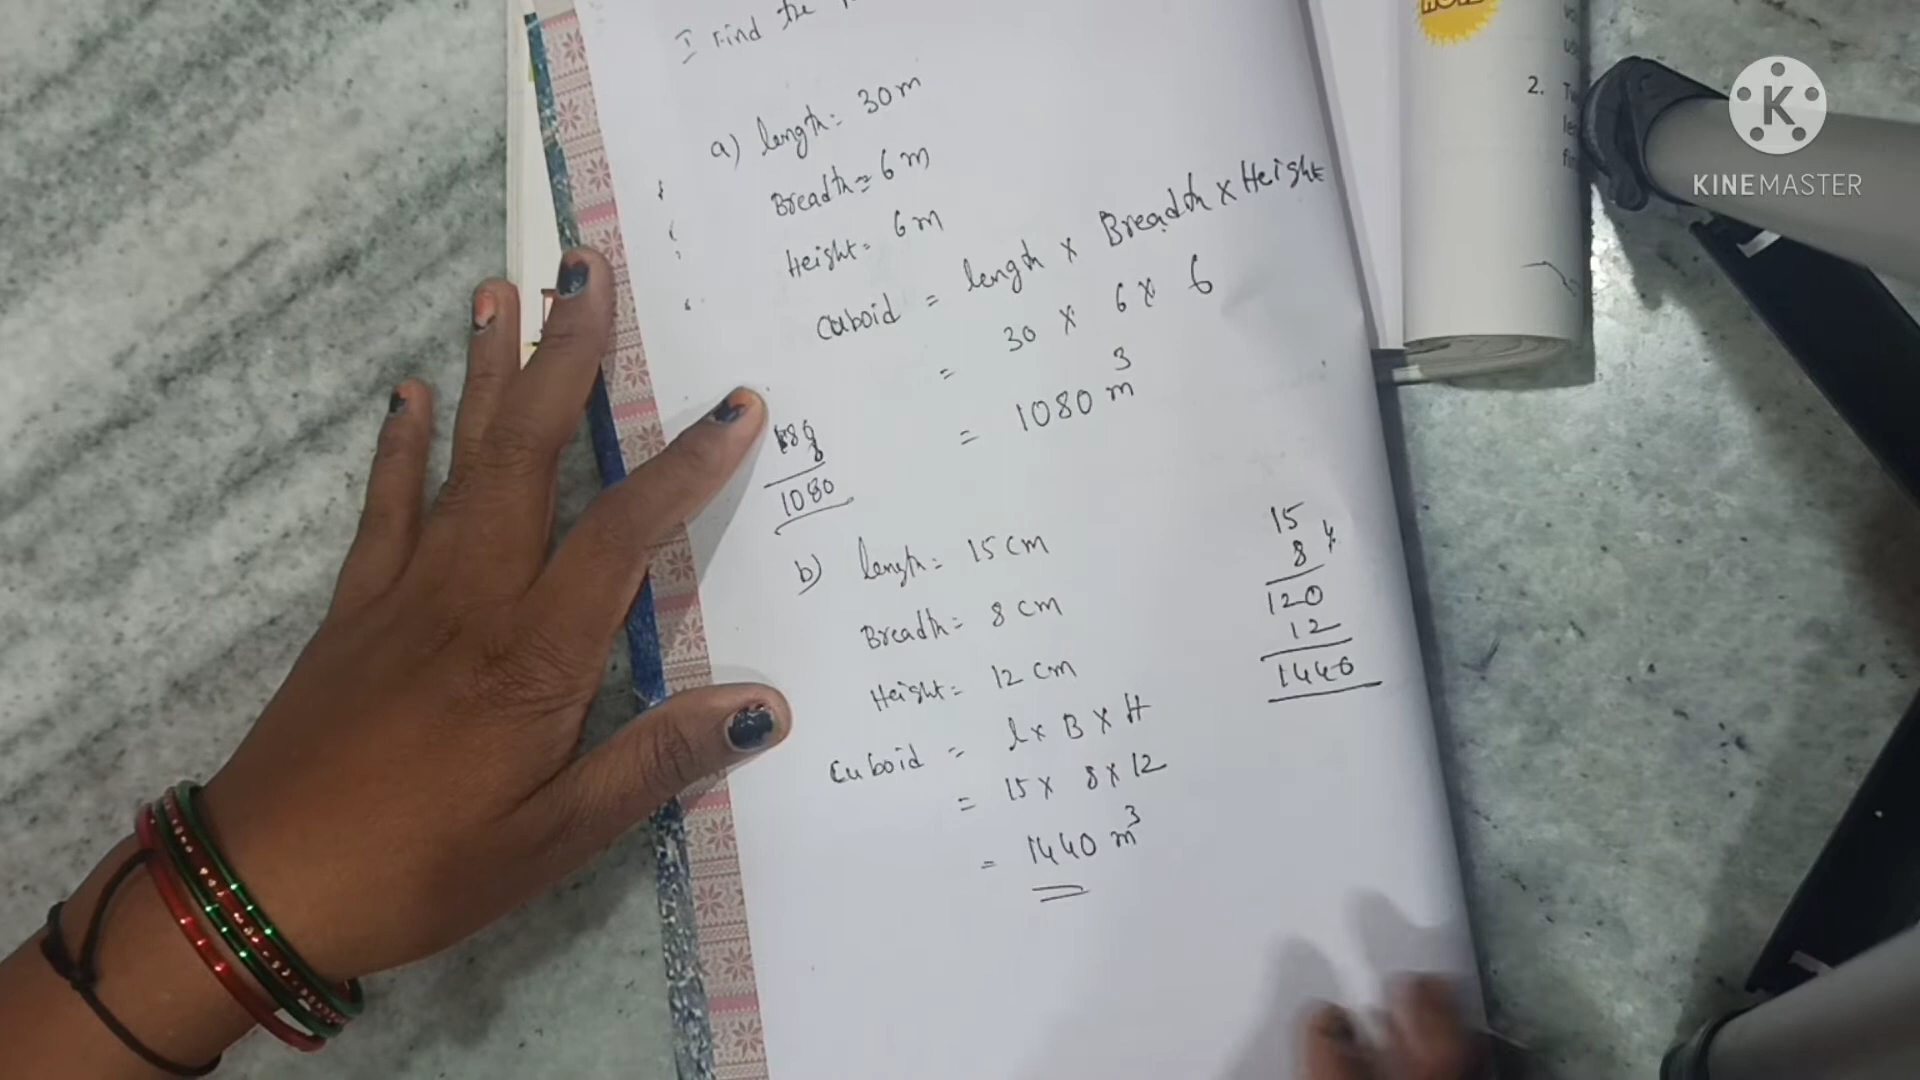 I Find the
a) length = 30 m
Breadth = 6 m
Height = 6 m
Cuboid = length x Breadth x Height
= 30 x 6 x 6
= 1080 m³
1080
b) length = 15 cm
Breadth = 8 cm
Height = 12 cm
Cuboid = l x B x H
= 15 x 8 x 12
= 1440 m³
15
8
120
12
1440
2.
K
KINEMASTER